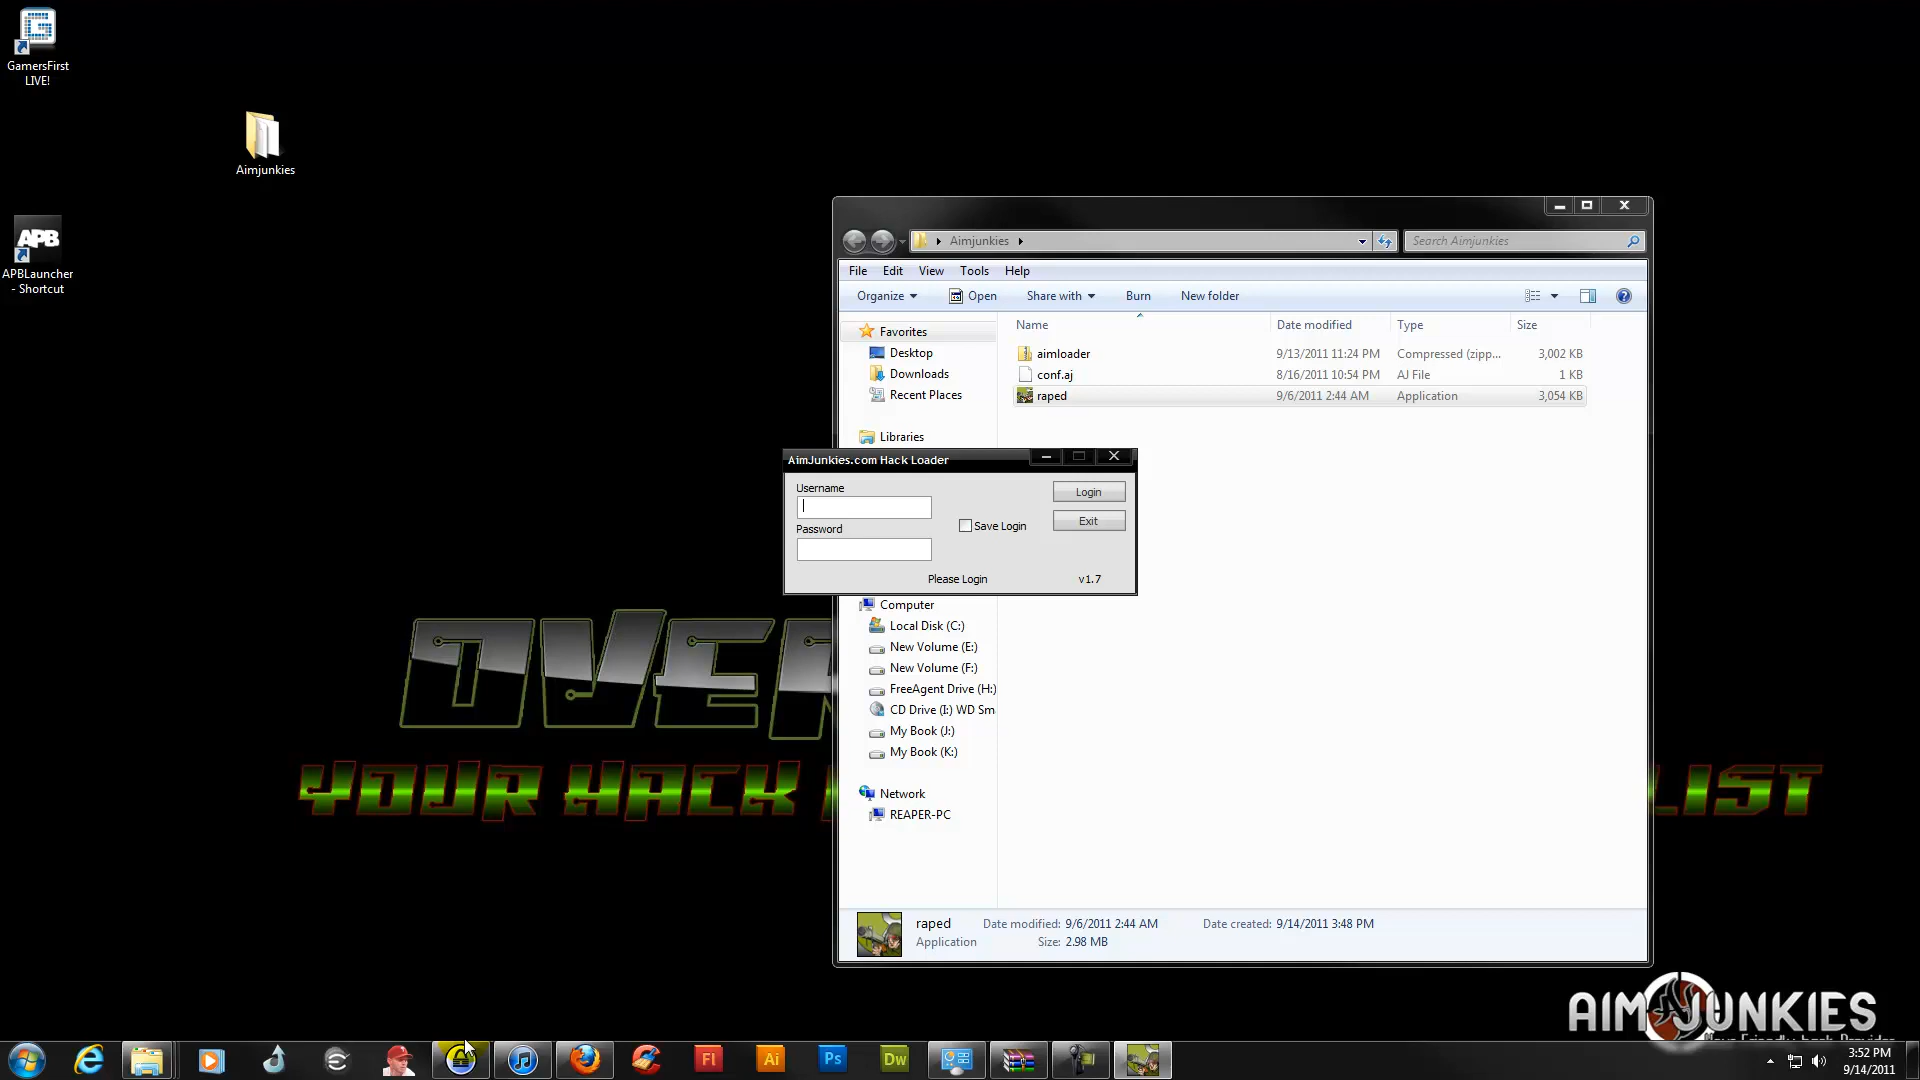 GamersFirst
LIVE!
Aimjunkies
APB
APBLauncher
- Shortcut
Aimjunkies
Search Aimjunkies
File Edit View Tools Help
Organize Open Share with Burn New folder
Name Date modified Type Size
Favorites
Desktop
Downloads
Recent Places
Libraries
aimloader 9/13/2011 11:24 PM Compressed (zipp... 3,002 KB
conf.aj 8/16/2011 10:54 PM AJ File 1 KB
raped 9/6/2011 2:44 AM Application 3,054 KB
AimJunkies.com Hack Loader
Username
Password
Save Login
Login
Exit
Please Login v1.7
Computer
Local Disk (C:)
New Volume (E:)
New Volume (F:)
FreeAgent Drive (H:)
CD Drive (I:) WD Sm
My Book (J:)
My Book (K:)
Network
REAPER-PC
OVER
YOUR HACK LIST
raped Date modified: 9/6/2011 2:44 AM Date created: 9/14/2011 3:48 PM
Application Size: 2.98 MB
AIMJUNKIES
Fl Ai Ps Dw
3:52 PM
9/14/2011